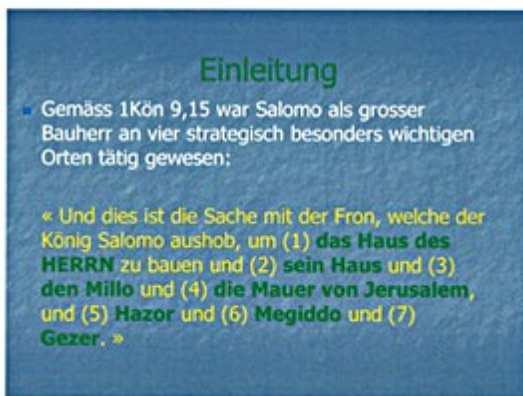 Einleitung
Gemäss 1Kön 9,15 war Salomo als grosser
Bauherr an vier strategisch besonders wichtigen
Orten tätig gewesen:
« Und dies ist die Sache mit der Fron, welche der
König Salomo aushob, um (1) das Haus des
HERRN zu bauen und (2) sein Haus und (3)
den Millo und (4) die Mauer von Jerusalem,
und (5) Hazor und (6) Megiddo und (7)
Gezer. »